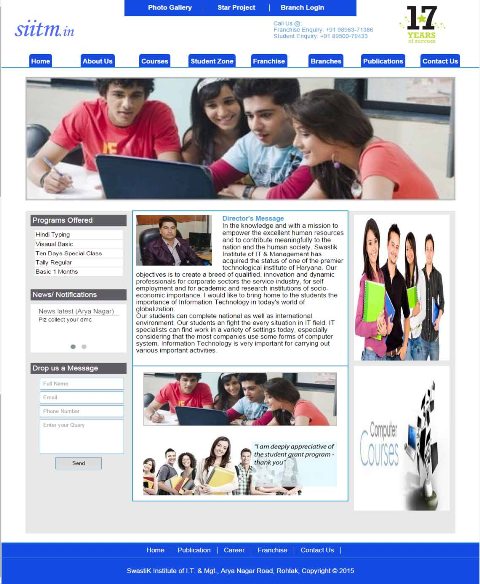 Photo Gallery | Star Project | Branch Login
siitm.in
Call Us @:
Franchise Enquiry: +91 98963-71386
Student Enquiry: +91 89500-79433
17
YEARS
of service
Home
About Us
Courses
Student Zone
Franchise
Branches
Publications
Contact Us
Programs Offered
Hindi Typing
Visaual Basic
Ten Days Special Class
Tally Regular
Basic 1 Months
News/ Notifications
News latest (Arya Nagar)
Plz collect your dmc
Drop us a Message
Full Name
Email
Phone Number
Enter your Query
Send
Director's Message
In the knowledge and with a mission to
empower the excellent human resources
and to contribute meaningfully to the
nation and the human society. Swastik
Institute of IT & Management has
acquired the status of one of the premier
technological institute of Haryana. Our
objectives is to create a breed of qualified, innovation and dynamic
professionals for corporate sectors the service industry, for self
employment and for academic and research institutions of socio-
economic importance. I would like to bring home to the students the
importance of Information Technology in today's world of
globalization.
Our students can complete national as well as international
environment. Our students an fight the every situation in IT field. IT
specialists can find work in a variety of settings today, especially
considering that the most companies use some forms of computer
system. Information Technology is very important for carrying out
various important activities.
"I am deeply appreciative of
the student grant program -
thank you"
Computer
Courses
Home | Publication | Career | Franchise | Contact Us |
SwastiK Institute of I.T. & Mgt., Arya Nagar Road, Rohtak, Copyright © 2015